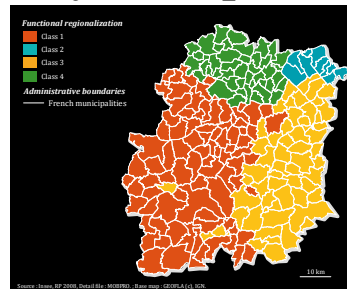 Functional regionalization
Class 1
Class 2
Class 3
Class 4
Administrative boundaries
French municipalities
10 km
Source : Insee, RP 2008, Detail file : MOBPRO. ; Base map : GEOFLA (c), IGN.